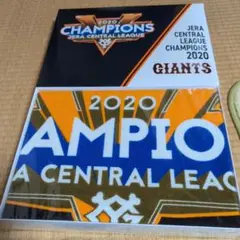 2020
CHAMPIONS
JERA CENTRAL LEAGUE
JERA
CENTRAL
LEAGUE
CHAMPIONS
2020
GIANTS
2020
AMPIO
A CENTRAL LEAG